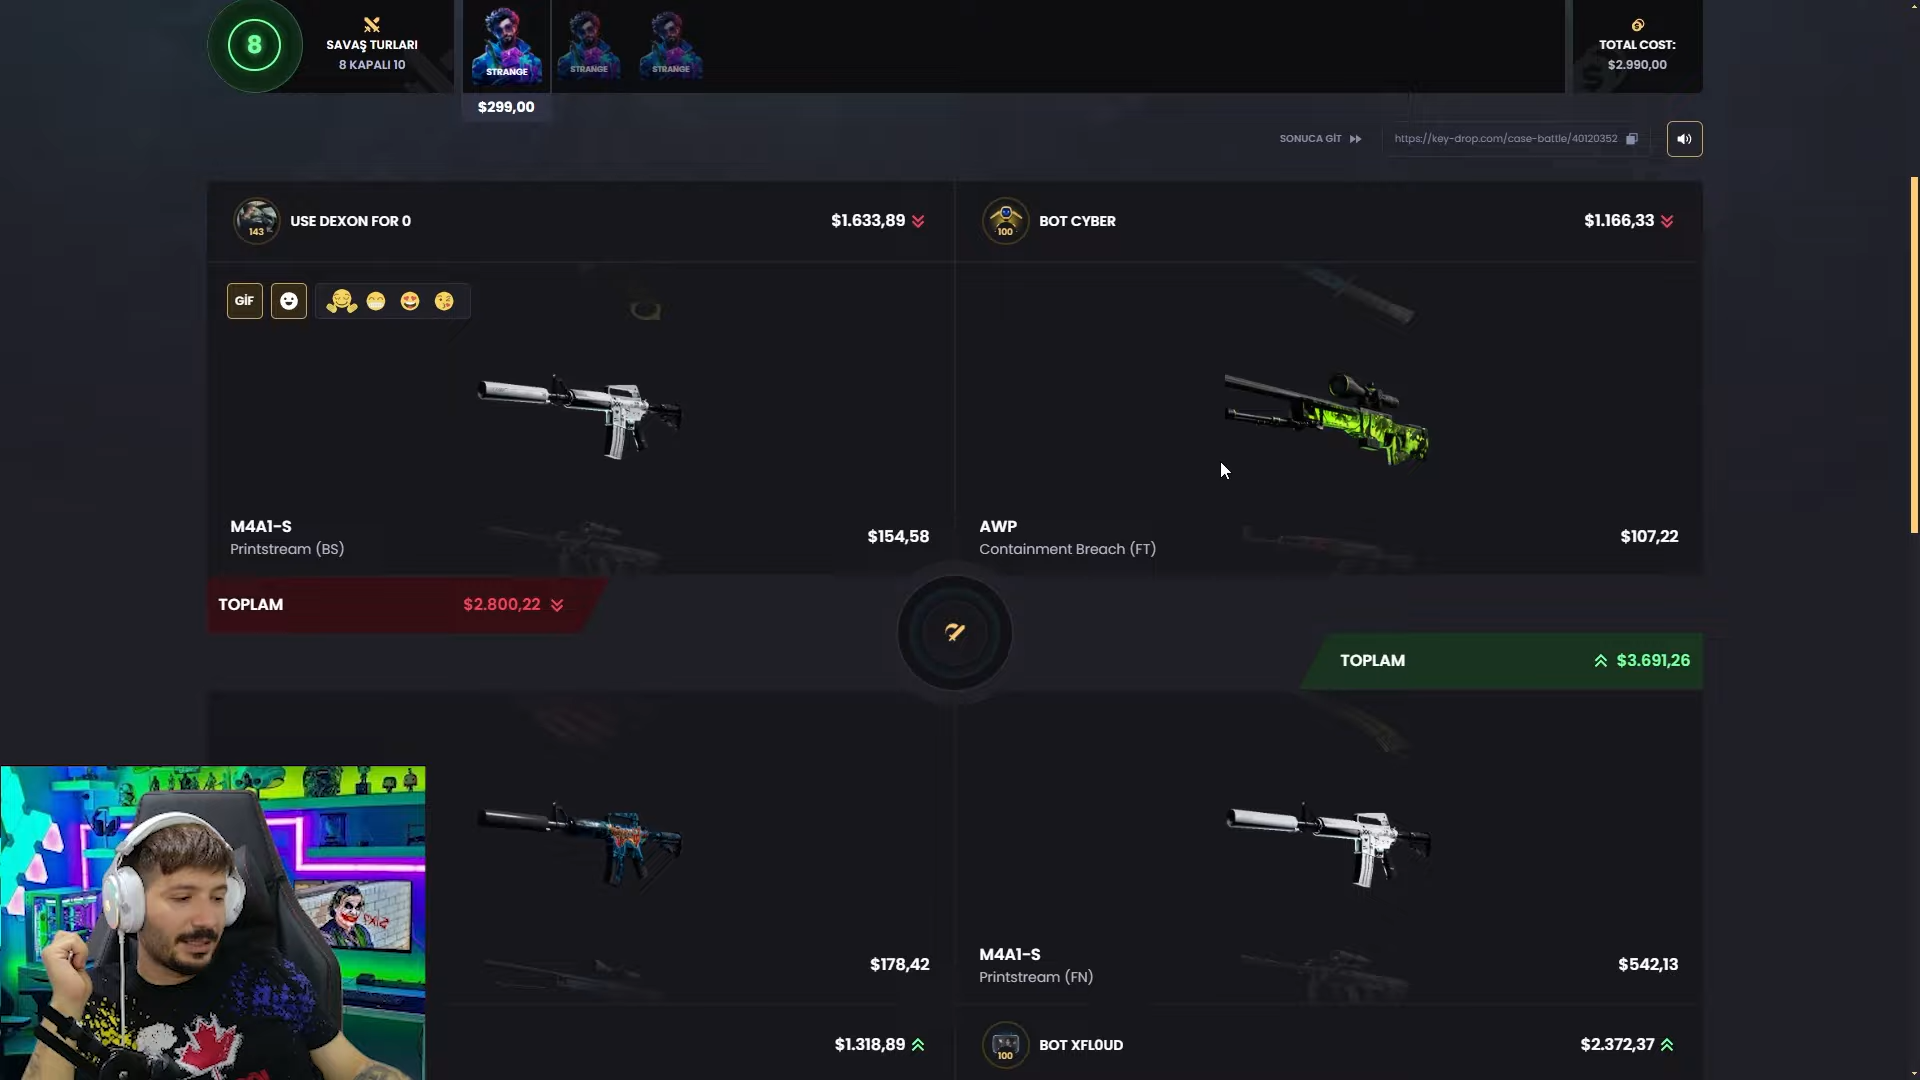 8
SAVAŞ TURLARI
8 KAPALI 10
STRANGE
STRANGE
STRANGE
$299,00
TOTAL COST:
$2.990,00
SONUCA GİT
https://key-drop.com/case-battle/40120352
143
USE DEXON FOR 0
$1.633,89
100
BOT CYBER
$1.166,33
GİF
M4A1-S
Printstream (BS)
$154,58
AWP
Containment Breach (FT)
$107,22
TOPLAM
$2.800,22
TOPLAM
$3.691,26
$178,42
M4A1-S
Printstream (FN)
$542,13
$1.318,89
100
BOT XFL0UD
$2.372,37